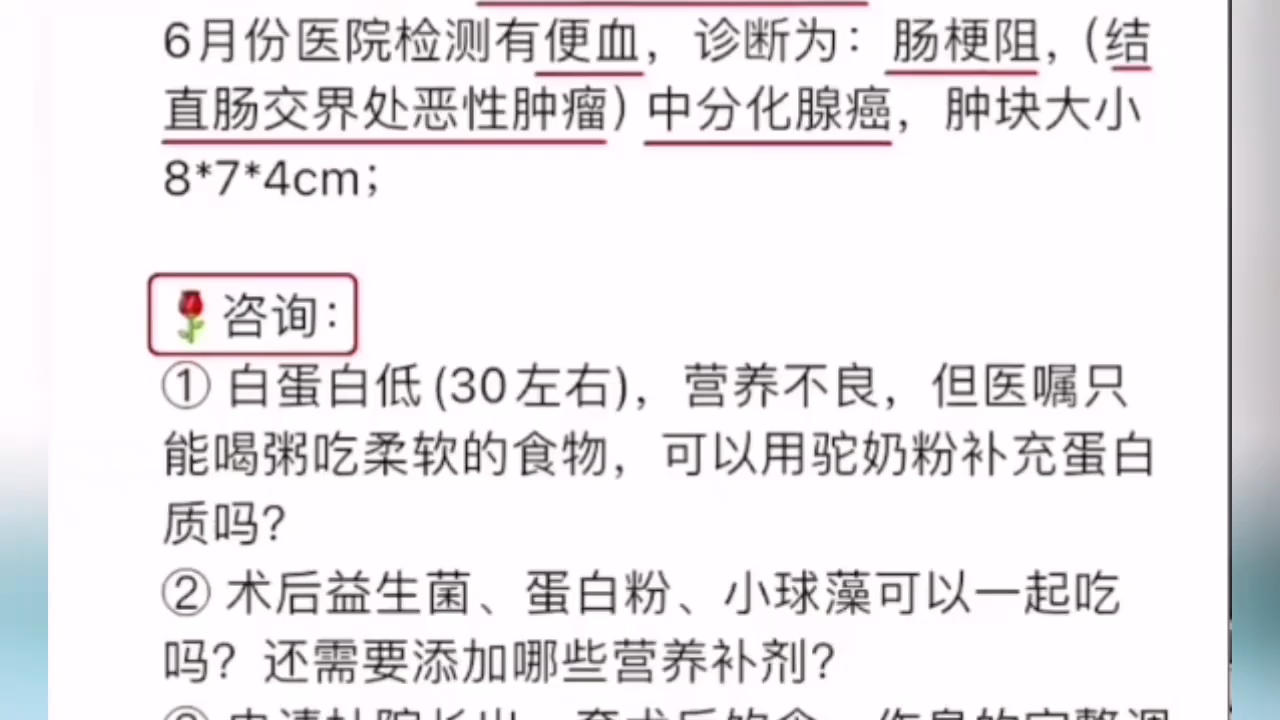 6月份医院检测有便血，诊断为：肠梗阻，（结
直肠交界处恶性肿瘤）中分化腺癌，肿块大小
8*7*4cm；
咨询：
① 白蛋白低(30左右)，营养不良，但医嘱只
能喝粥吃柔软的食物，可以用驼奶粉补充蛋白
质吗？
② 术后益生菌、蛋白粉、小球藻可以一起吃
吗？还需要添加哪些营养补剂？